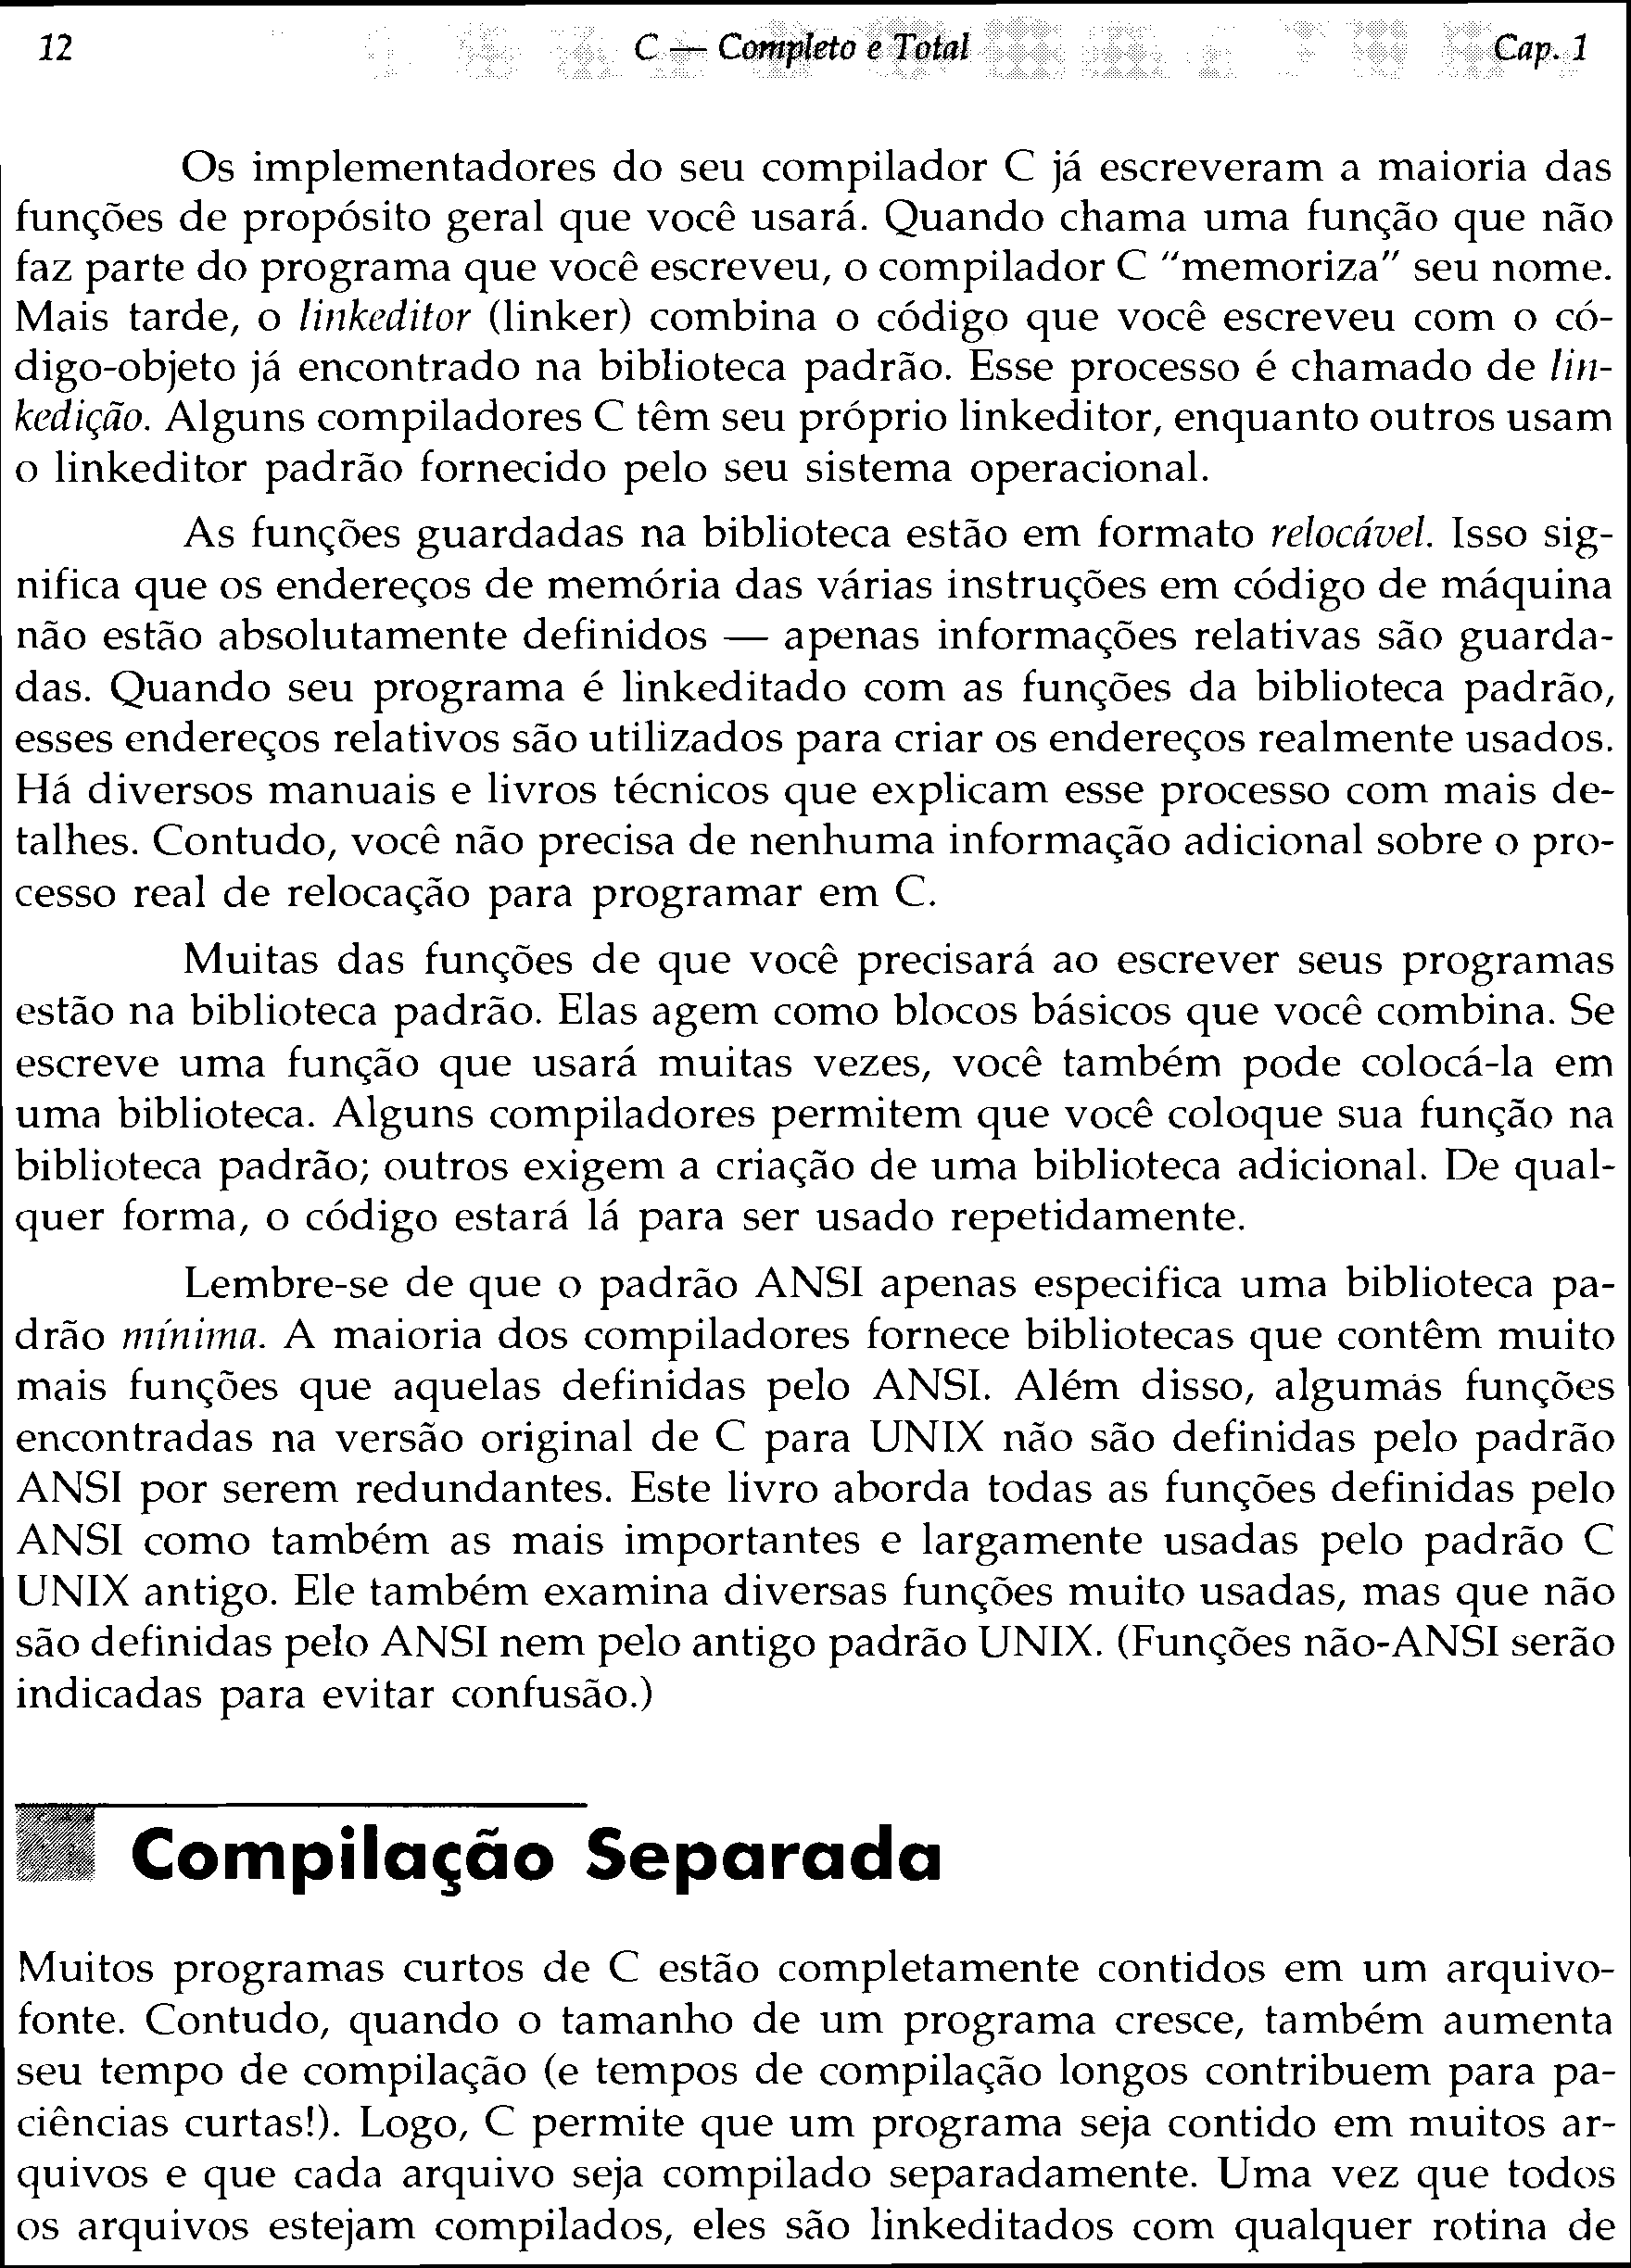 12 C — Completo e Total Cap. 1
Os implementadores do seu compilador C já escreveram a maioria das
funções de propósito geral que você usará. Quando chama uma função que não
faz parte do programa que você escreveu, o compilador C "memoriza" seu nome.
Mais tarde, o linkeditor (linker) combina o código que você escreveu com o có-
digo-objeto já encontrado na biblioteca padrão. Esse processo é chamado de lin-
kedição. Alguns compiladores C têm seu próprio linkeditor, enquanto outros usam
o linkeditor padrão fornecido pelo seu sistema operacional.
As funções guardadas na biblioteca estão em formato relocável. Isso sig-
nifica que os endereços de memória das várias instruções em código de máquina
não estão absolutamente definidos — apenas informações relativas são guarda-
das. Quando seu programa é linkeditado com as funções da biblioteca padrão,
esses endereços relativos são utilizados para criar os endereços realmente usados.
Há diversos manuais e livros técnicos que explicam esse processo com mais de-
talhes. Contudo, você não precisa de nenhuma informação adicional sobre o pro-
cesso real de relocação para programar em C.
Muitas das funções de que você precisará ao escrever seus programas
estão na biblioteca padrão. Elas agem como blocos básicos que você combina. Se
escreve uma função que usará muitas vezes, você também pode colocá-la em
uma biblioteca. Alguns compiladores permitem que você coloque sua função na
biblioteca padrão; outros exigem a criação de uma biblioteca adicional. De qual-
quer forma, o código estará lá para ser usado repetidamente.
Lembre-se de que o padrão ANSI apenas especifica uma biblioteca pa-
drão mínima. A maioria dos compiladores fornece bibliotecas que contêm muito
mais funções que aquelas definidas pelo ANSI. Além disso, algumas funções
encontradas na versão original de C para UNIX não são definidas pelo padrão
ANSI por serem redundantes. Este livro aborda todas as funções definidas pelo
ANSI como também as mais importantes e largamente usadas pelo padrão C
UNIX antigo. Ele também examina diversas funções muito usadas, mas que não
são definidas pelo ANSI nem pelo antigo padrão UNIX. (Funções não-ANSI serão
indicadas para evitar confusão.)
Compilação Separada
Muitos programas curtos de C estão completamente contidos em um arquivo-
fonte. Contudo, quando o tamanho de um programa cresce, também aumenta
seu tempo de compilação (e tempos de compilação longos contribuem para pa-
ciências curtas!). Logo, C permite que um programa seja contido em muitos ar-
quivos e que cada arquivo seja compilado separadamente. Uma vez que todos
os arquivos estejam compilados, eles são linkeditados com qualquer rotina de